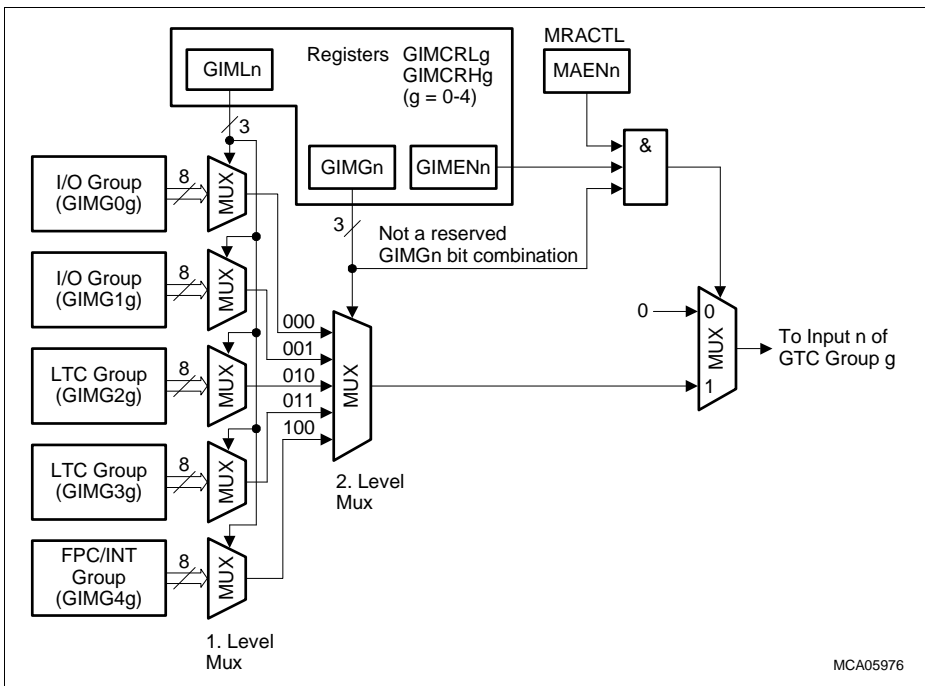 GIMLn
Registers GIMCRLg
GIMCRHg
(g = 0-4)
MRACTL
MAENn
3
GIMGn
GIMENn
&
3
Not a reserved
GIMGn bit combination
I/O Group
(GIMG0g)
8
MUX
I/O Group
(GIMG1g)
8
MUX
LTC Group
(GIMG2g)
8
MUX
LTC Group
(GIMG3g)
8
MUX
FPC/INT
Group
(GIMG4g)
8
MUX
1. Level
Mux
000
001
010
011
100
MUX
2. Level
Mux
0
0
MUX
1
To Input n of
GTC Group g
MCA05976